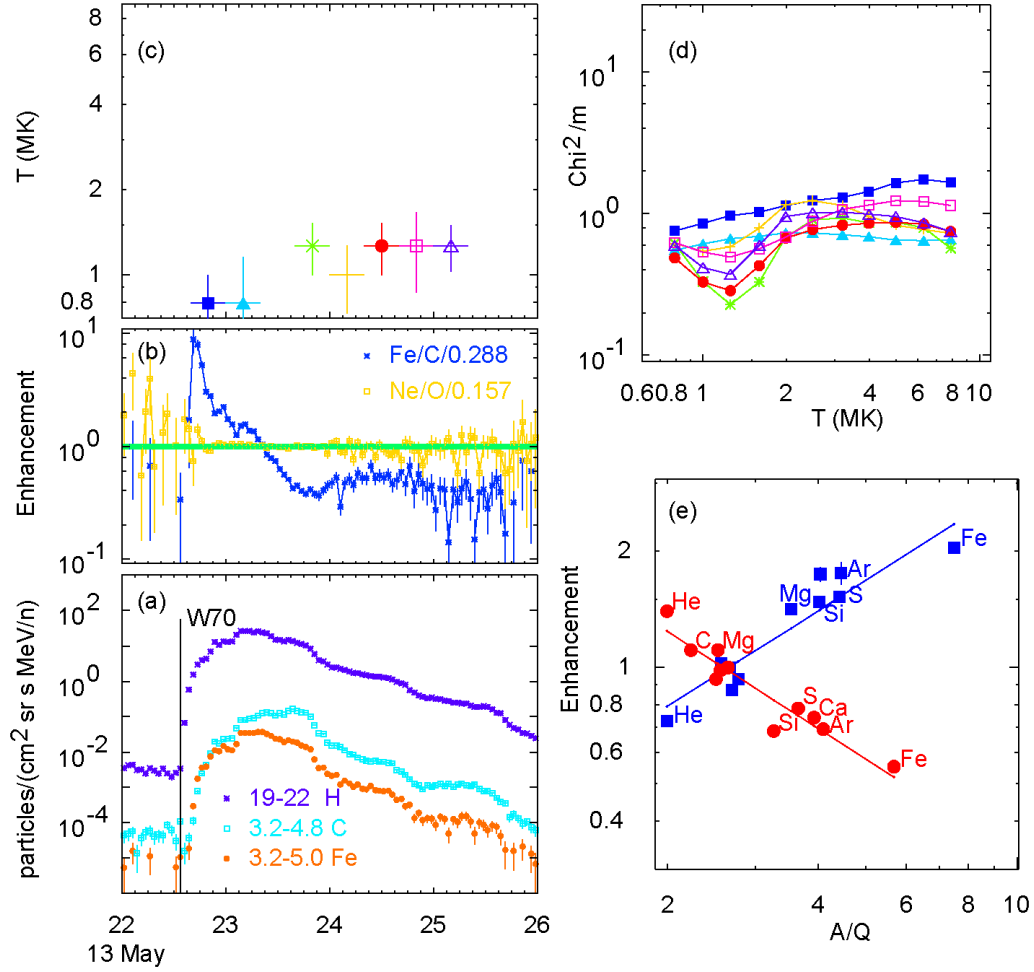 (c)
8
6
4
2
1
0.8
T (MK)
(b)
Fe/C/0.288
Ne/O/0.157
10^1
10^0
10^-1
Enhancement
(a)
W70
10^2
10^0
10^-2
10^-4
particles/(cm^2 sr s MeV/n)
19-22 H
3.2-4.8 C
3.2-5.0 Fe
22 23 24 25 26
13 May
(d)
10^1
10^0
10^-1
Chi^2/m
0.6 0.8 1 2 4 6 8 10
T (MK)
(e)
2
1
0.8
0.6
0.4
Enhancement
Fe
Ar
He
Mg
S
Si
C Mg
He
S
Ca
Si
Ar
Fe
2 4 6 8 10
A/Q